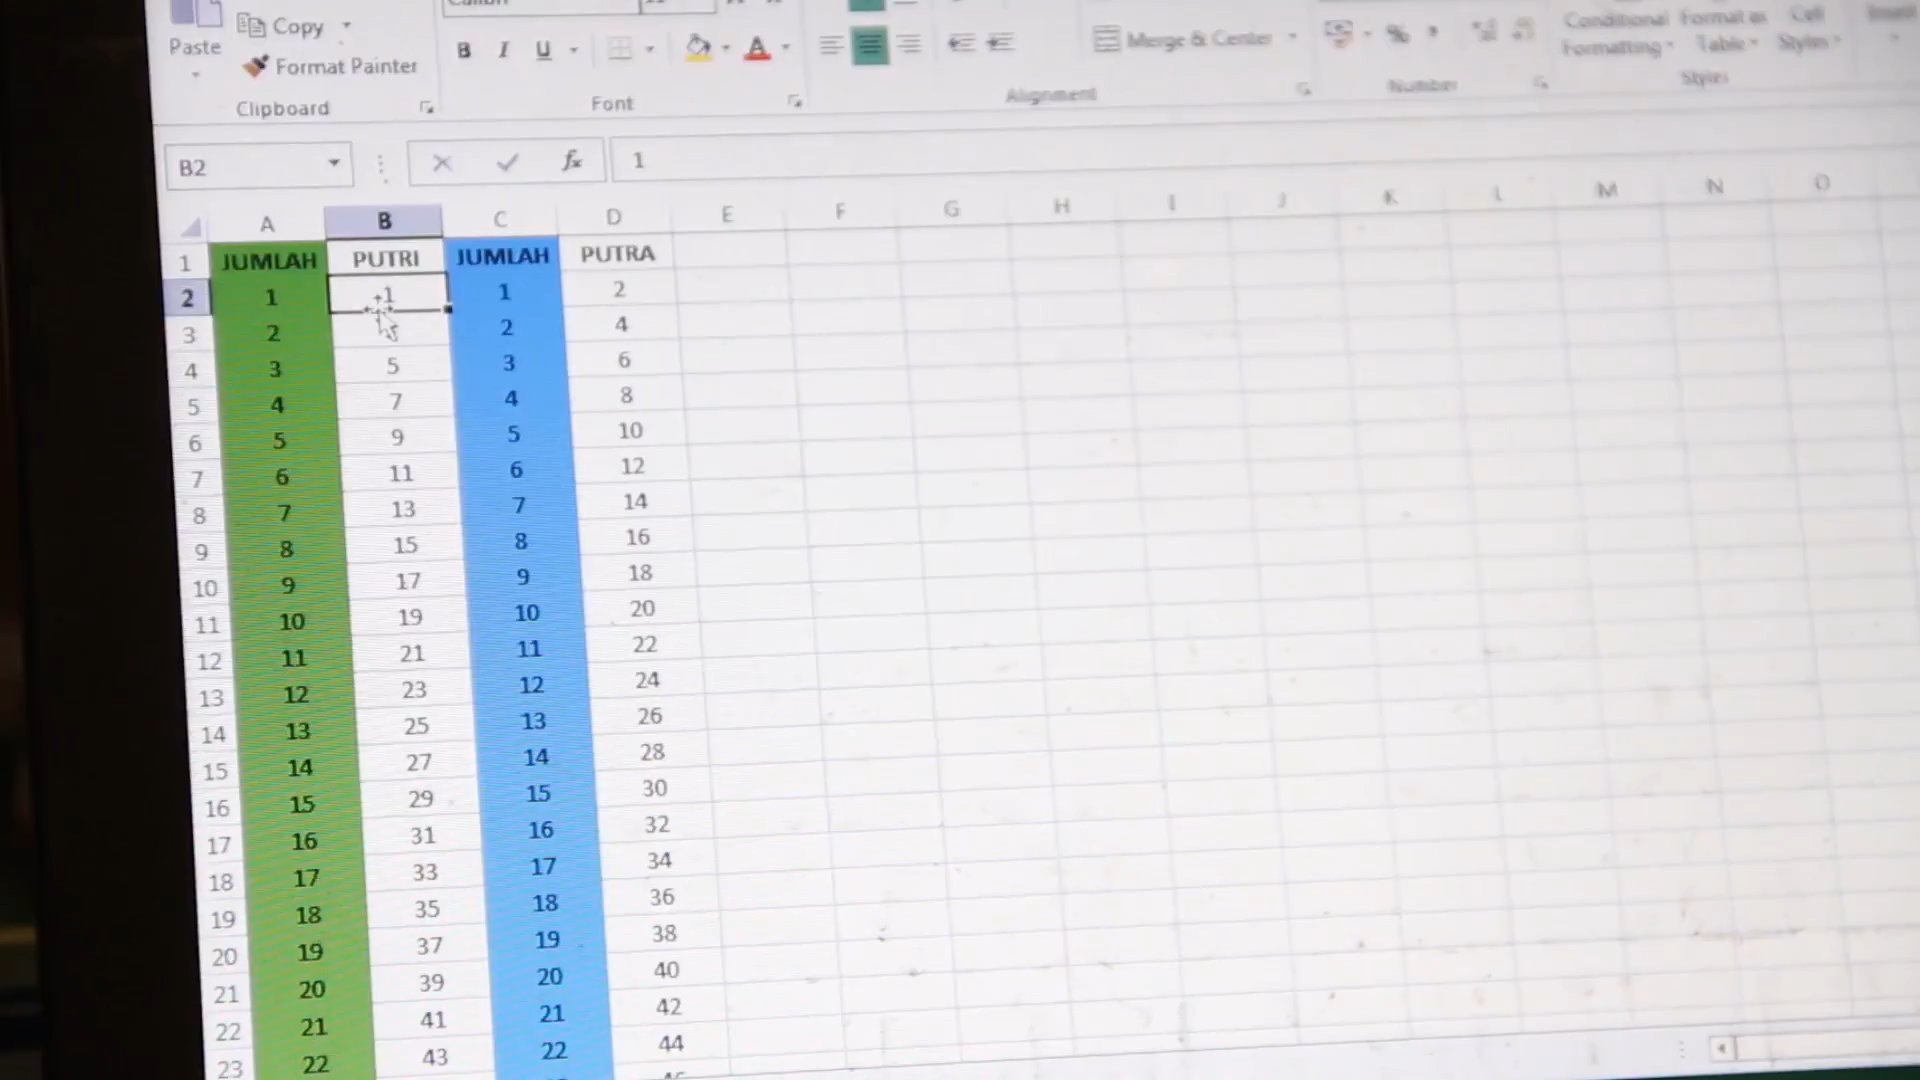 Paste
Copy
Format Painter
Clipboard
B I U
A
Font
Merge & Center
Alignment
%
Number
Conditional Formatting
Format as Table
Cell Styles
Styles
B2
fx
1
A B C D E F G H I J K L M N O
1 JUMLAH PUTRI JUMLAH PUTRA
2 1 1 1 2
3 2 2 4
4 3 5 3 6
5 4 7 4 8
6 5 9 5 10
7 6 11 6 12
8 7 13 7 14
9 8 15 8 16
10 9 17 9 18
11 10 19 10 20
12 11 21 11 22
13 12 23 12 24
14 13 25 13 26
15 14 27 14 28
16 15 29 15 30
17 16 31 16 32
18 17 33 17 34
19 18 35 18 36
20 19 37 19 38
21 20 39 20 40
22 21 41 21 42
23 22 43 22 44